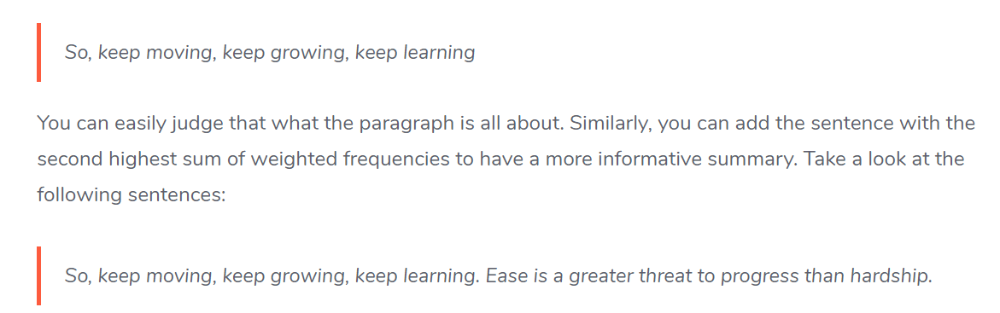 So, keep moving, keep growing, keep learning
You can easily judge that what the paragraph is all about. Similarly, you can add the sentence with the
second highest sum of weighted frequencies to have a more informative summary. Take a look at the
following sentences:
So, keep moving, keep growing, keep learning. Ease is a greater threat to progress than hardship.